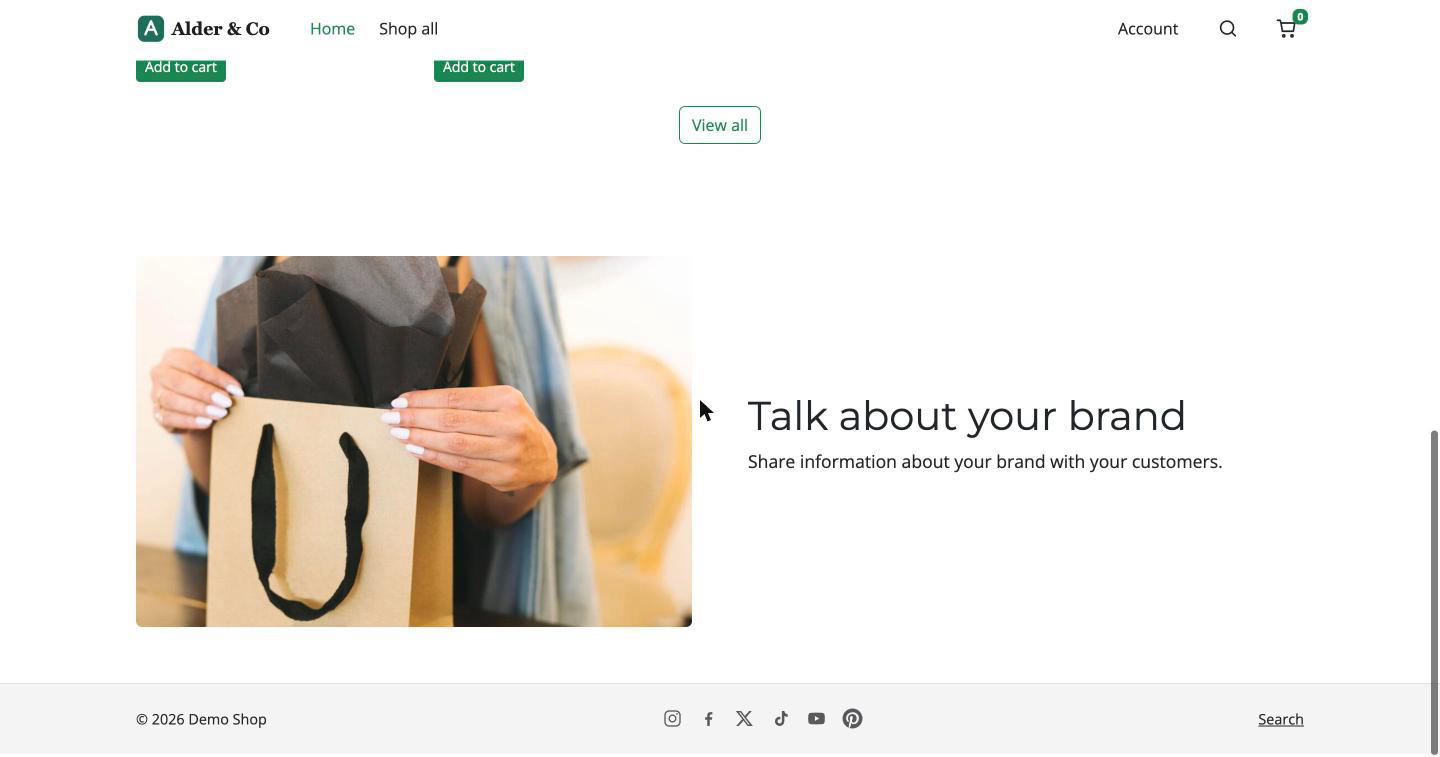 A Alder & Co
Home
Shop all
Account
0
Add to cart
Add to cart
View all
Talk about your brand
Share information about your brand with your customers.
© 2026 Demo Shop
Search